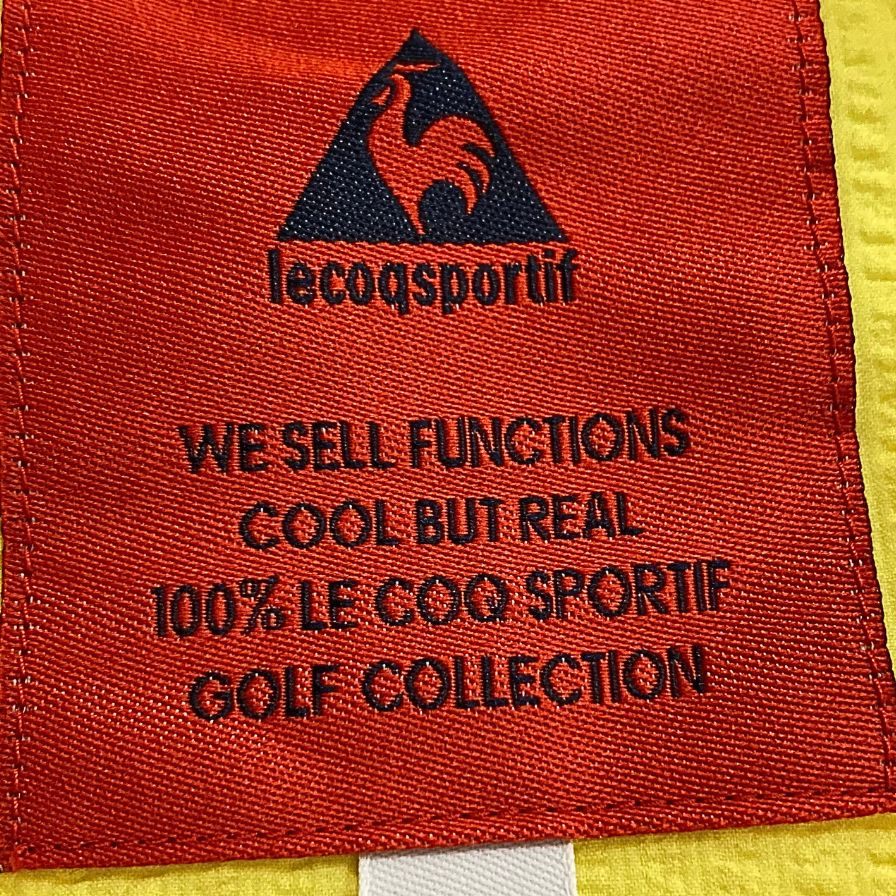 lecoqsportif
WE SELL FUNCTIONS
COOL BUT REAL
100% LE COQ SPORTIF
GOLF COLLECTION